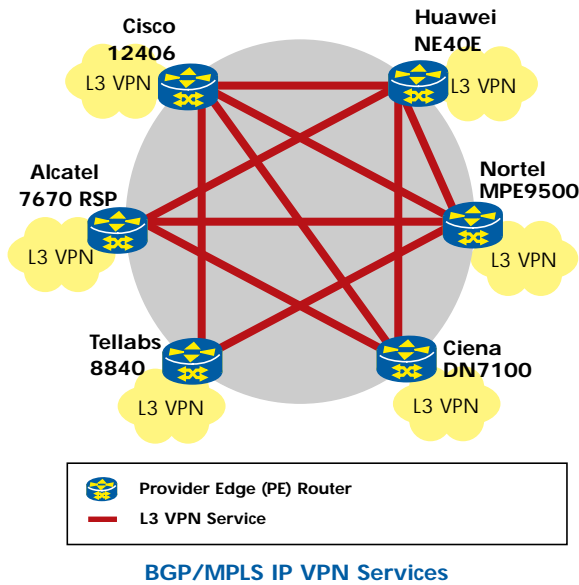 Cisco
12406
Huawei
NE40E
L3 VPN
L3 VPN
Alcatel
7670 RSP
Nortel
MPE9500
L3 VPN
L3 VPN
Tellabs
8840
Ciena
DN7100
L3 VPN
L3 VPN
Provider Edge (PE) Router
L3 VPN Service
BGP/MPLS IP VPN Services